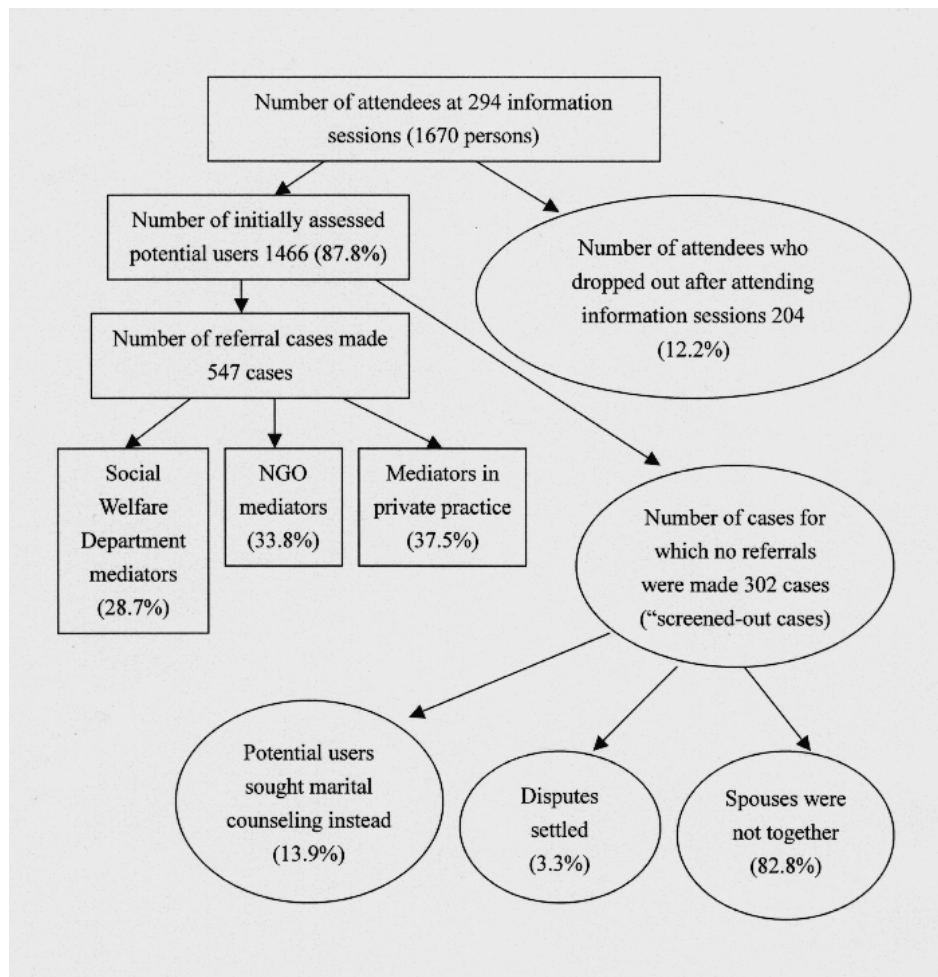 Number of attendees at 294 information
sessions (1670 persons)
Number of initially assessed
potential users 1466 (87.8%)
Number of attendees who
dropped out after attending
information sessions 204
(12.2%)
Number of referral cases made
547 cases
Social
Welfare
Department
mediators
(28.7%)
NGO
mediators
(33.8%)
Mediators in
private practice
(37.5%)
Number of cases for
which no referrals
were made 302 cases
(“screened-out cases)
Potential users
sought marital
counseling instead
(13.9%)
Disputes
settled
(3.3%)
Spouses were
not together
(82.8%)